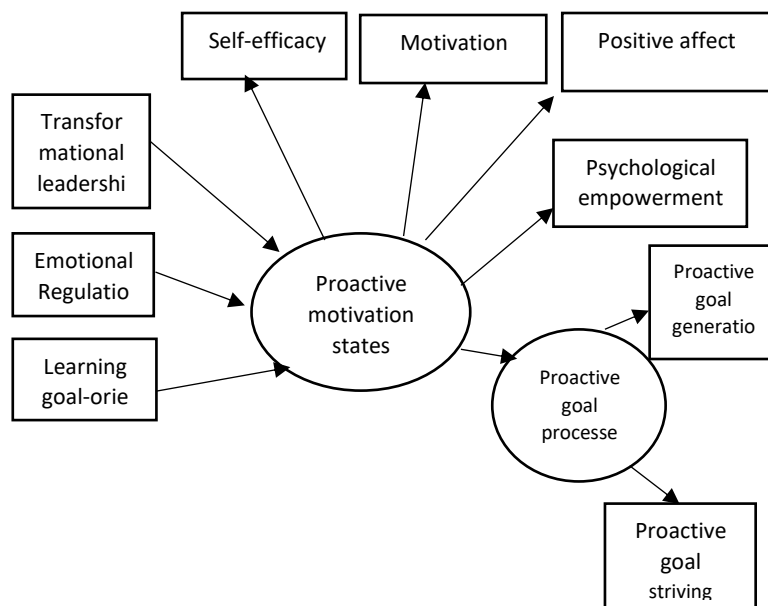 Self-efficacy
Motivation
Positive affect
Transfor
mational
leadershi
Psychological
empowerment
Emotional
Regulatio
Proactive
motivation
states
Proactive
goal
generatio
Learning
goal-orie
Proactive
goal
processe
Proactive
goal
striving